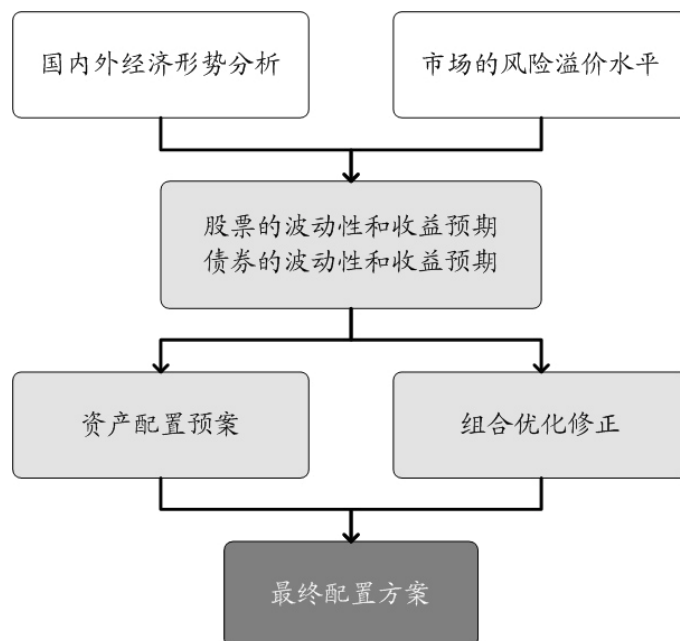 国内外经济形势分析
市场的风险溢价水平
股票的波动性和收益预期
债券的波动性和收益预期
资产配置预案
组合优化修正
最终配置方案